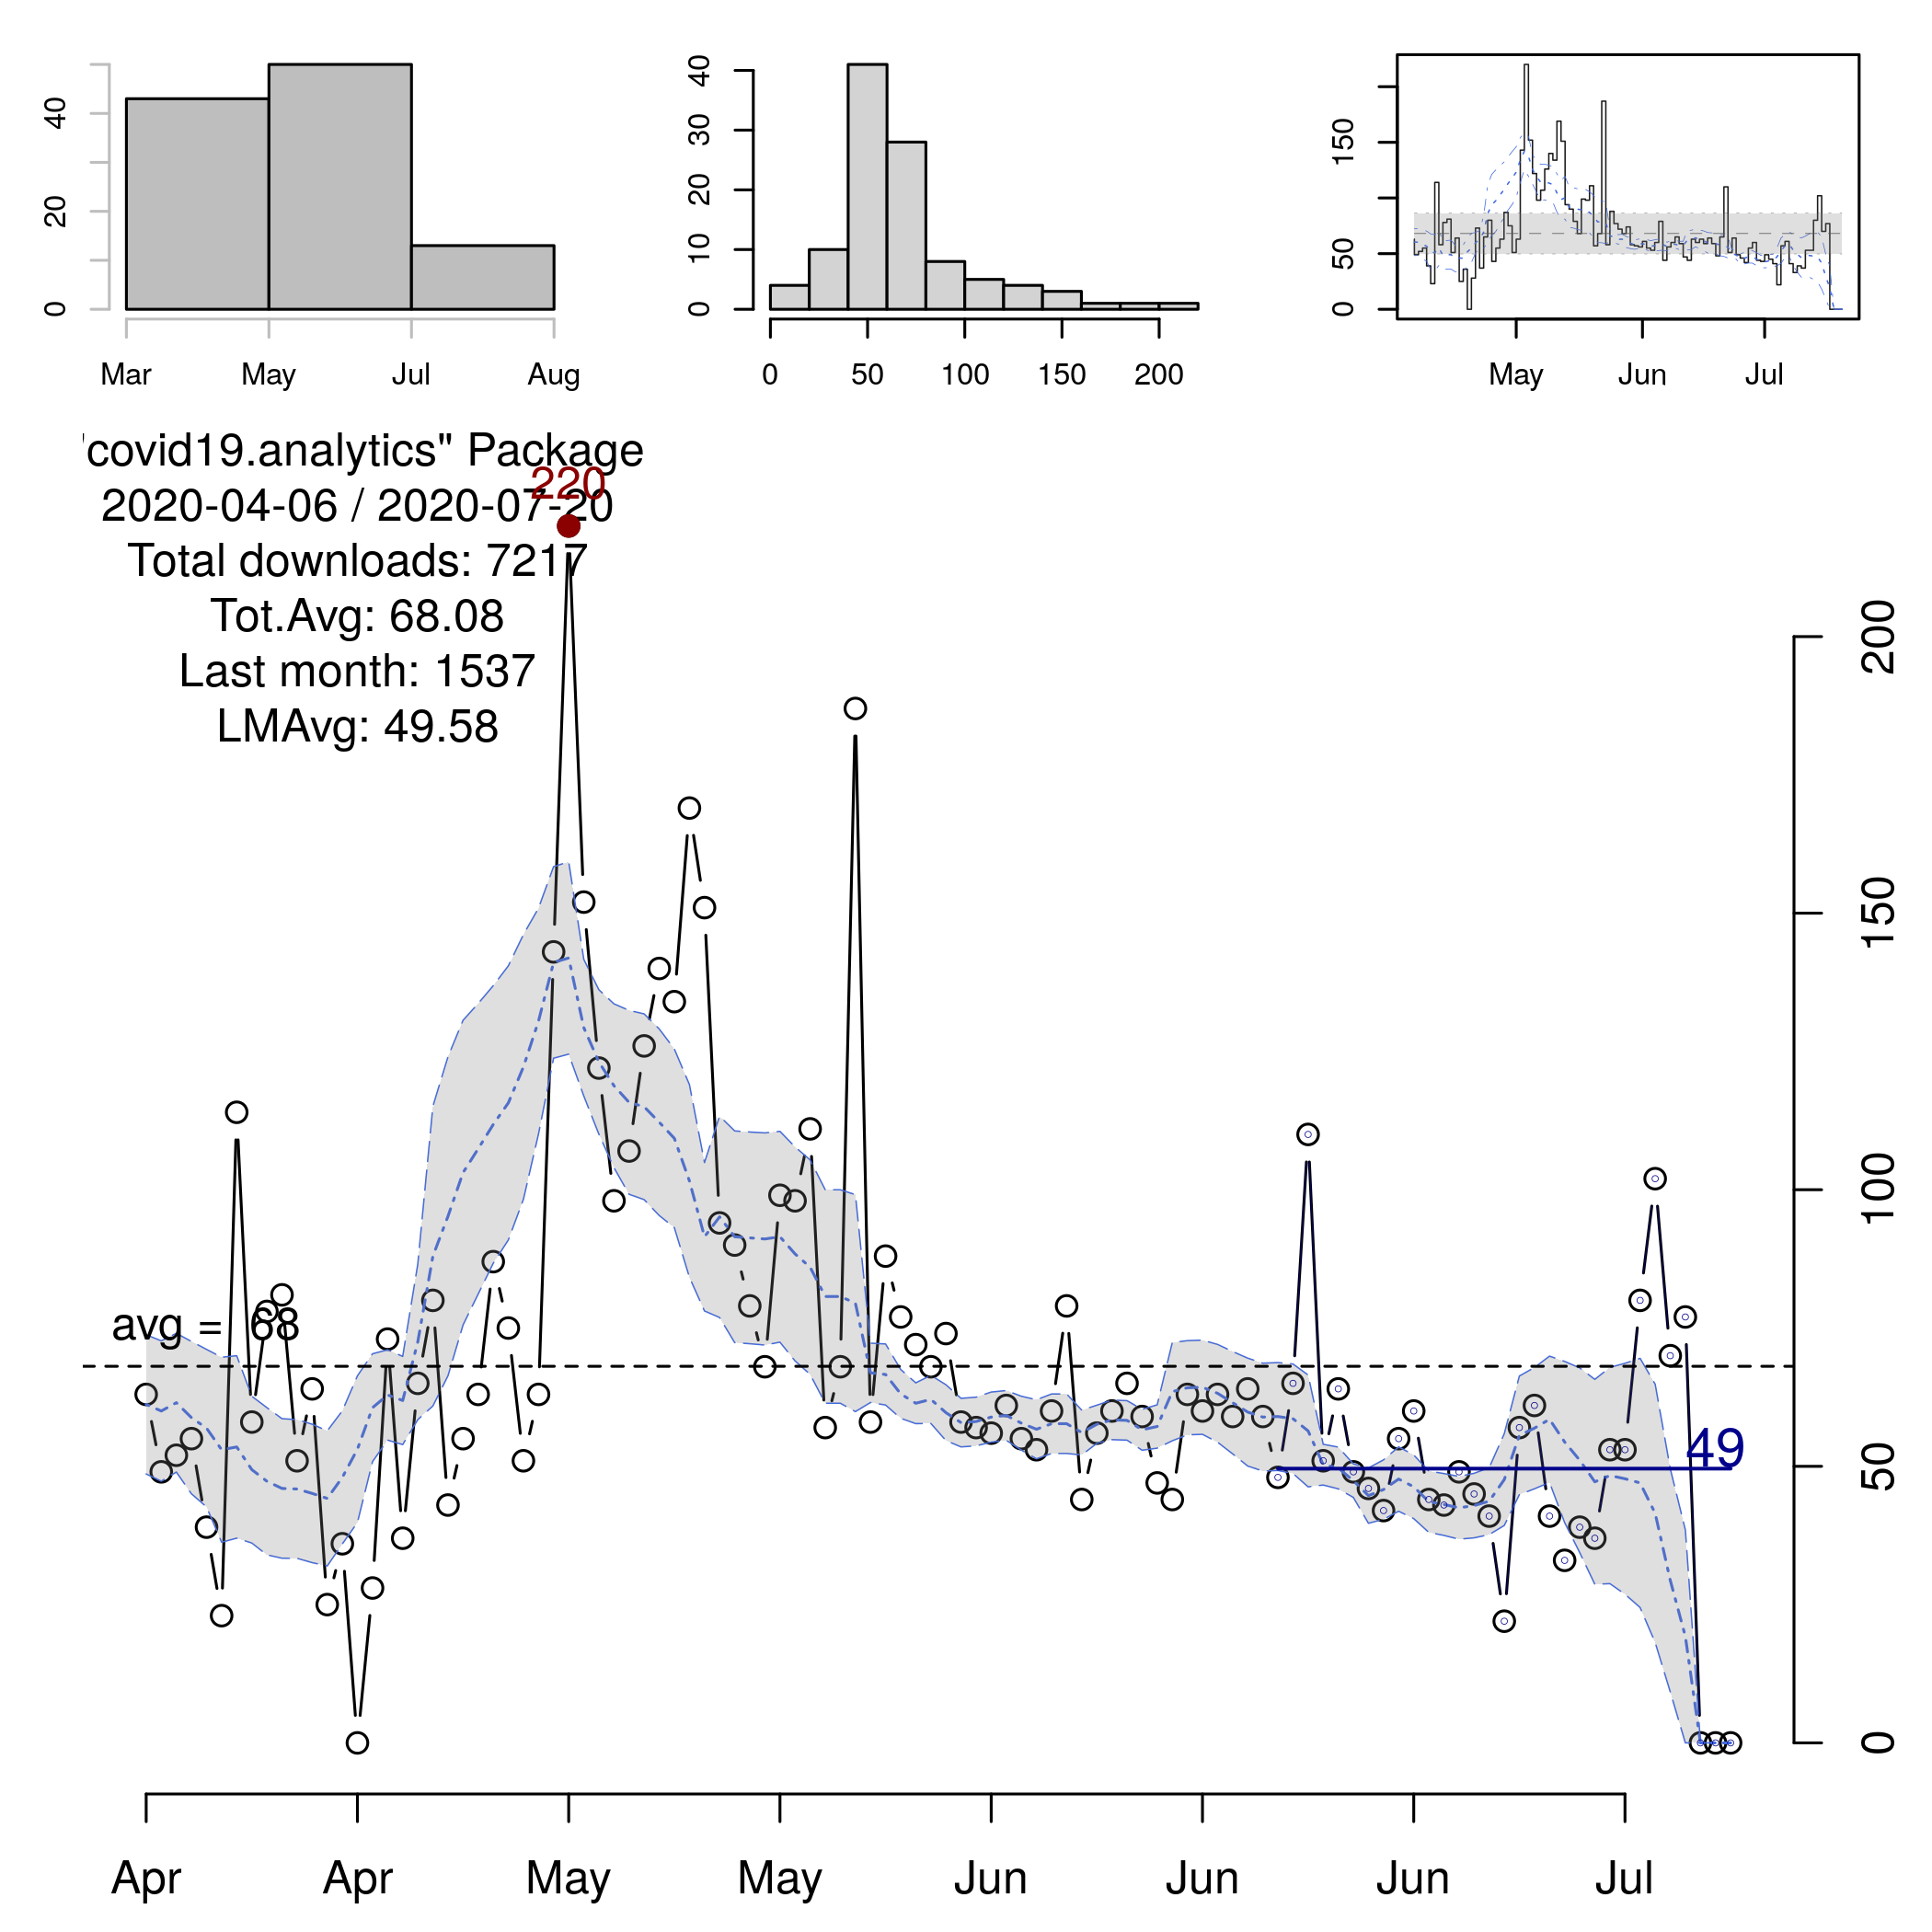 0 20 40
Mar May Jul Aug
0 10 20 30 40
0 50 100 150 200
0 50 150
May Jun Jul
"covid19.analytics" Package
220
2020-04-06 / 2020-07-20
Total downloads: 7217
Tot.Avg: 68.08
Last month: 1537
LMAvg: 49.58
avg = 68
49
0 50 100 150 200
Apr Apr May May Jun Jun Jun Jul